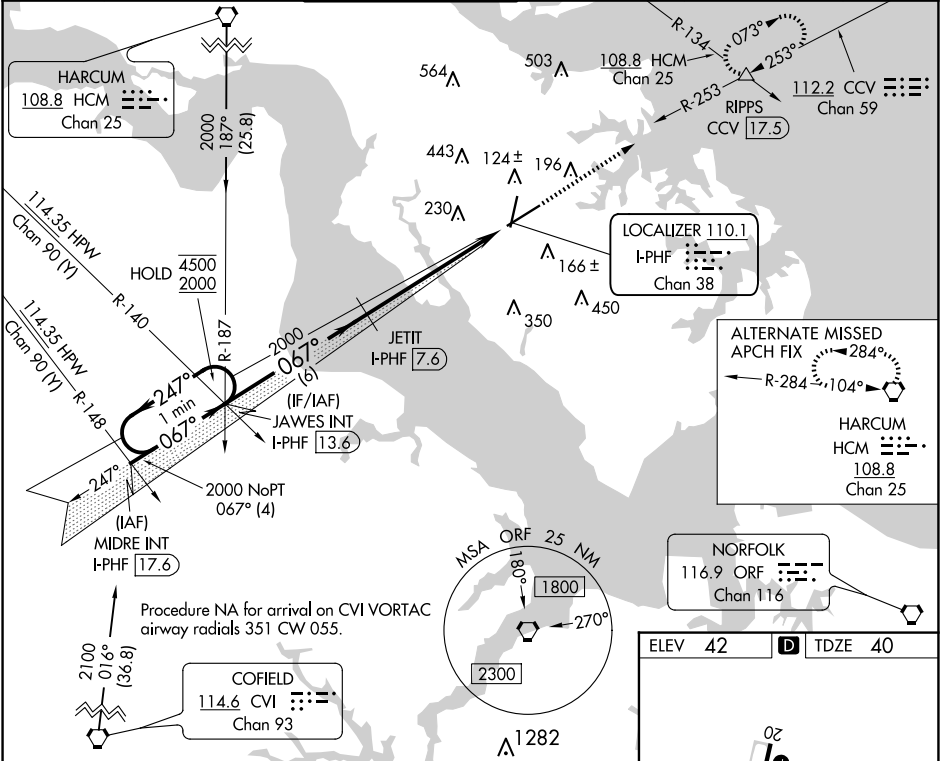 HARCUM
108.8 HCM
Chan 25
2000
187°
(25.8)
564
503
108.8 HCM
Chan 25
R-134
073°
253°
R-253
RIPPS
CCV 17.5
112.2 CCV
Chan 59
443
124 ±
196
230
114.35 HPW
Chan 90 (Y)
R-140
HOLD 4500
2000
R-187
LOCALIZER 110.1
I-PHF
Chan 38
166 ±
450
350
114.35 HPW
Chan 90 (Y)
R-148
2000
067°
(6)
JETIT
I-PHF 7.6
247°
1 min
067°
(IF/IAF)
JAWES INT
I-PHF 13.6
ALTERNATE MISSED
APCH FIX
284°
R-284
104°
HARCUM
HCM
108.8
Chan 25
247°
2000 NoPT
067° (4)
(IAF)
MIDRE INT
I-PHF 17.6
MSA ORF 25 NM
180°
1800
270°
2300
NORFOLK
116.9 ORF
Chan 116
Procedure NA for arrival on CVI VORTAC
airway radials 351 CW 055.
2100
016°
(36.8)
COFIELD
114.6 CVI
Chan 93
1282
ELEV 42
D
TDZE 40
20